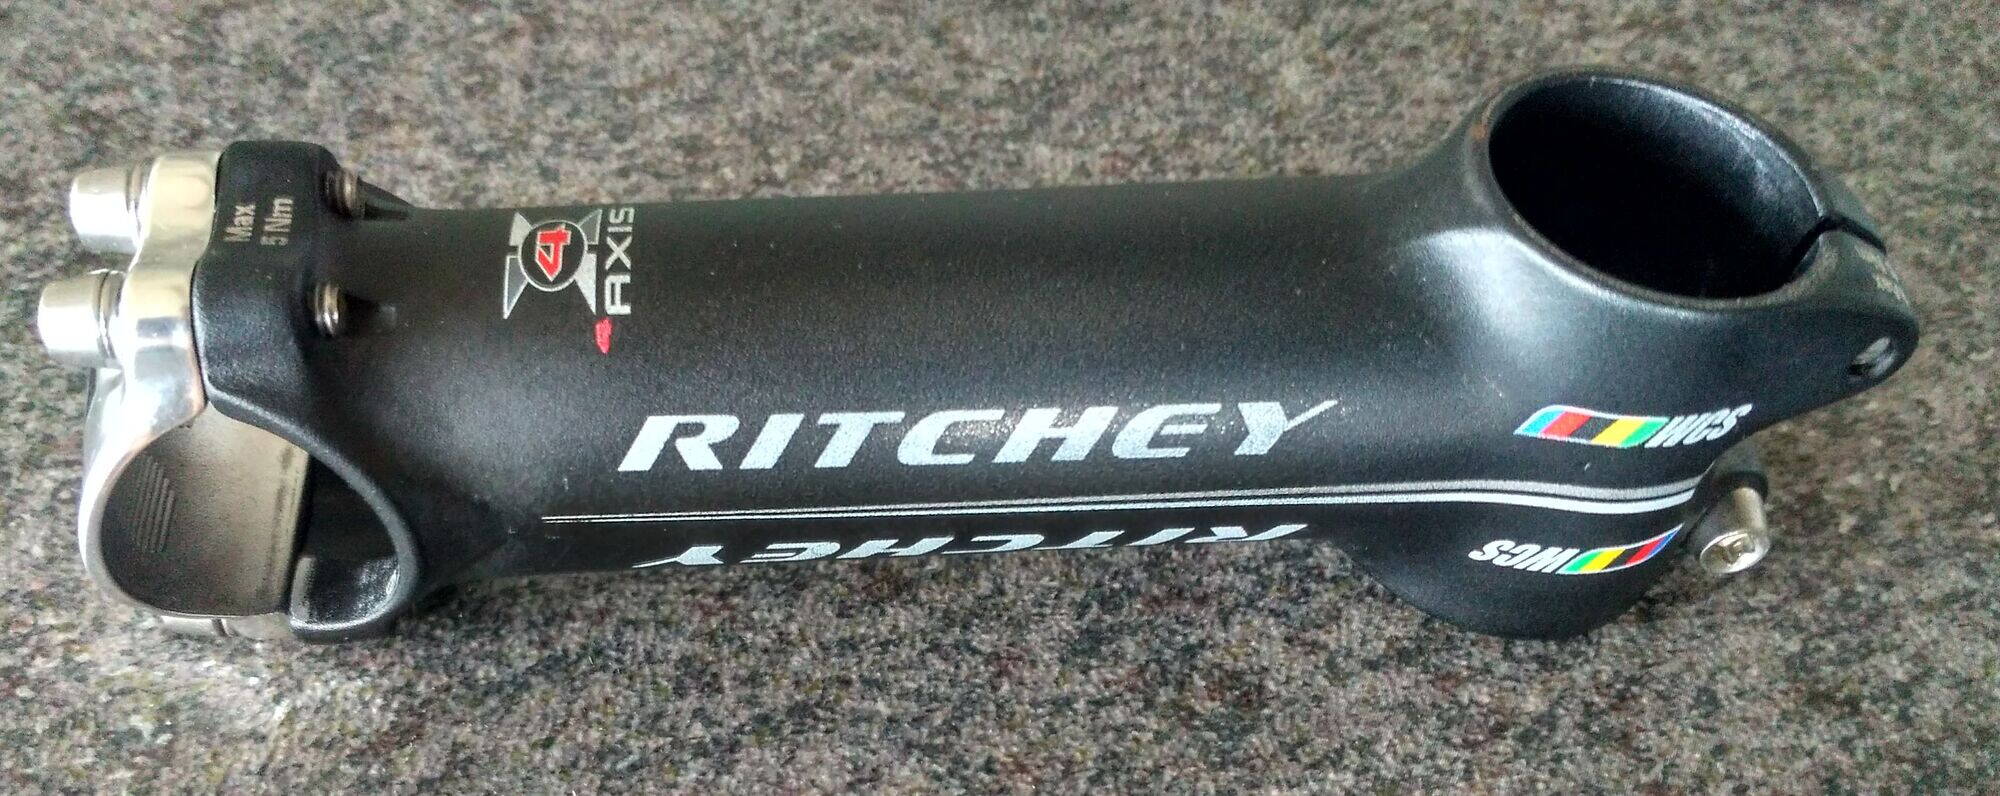 Max
5 Nm
4
AXIS
RITCHEY
WCS
RITCHEY
WCS